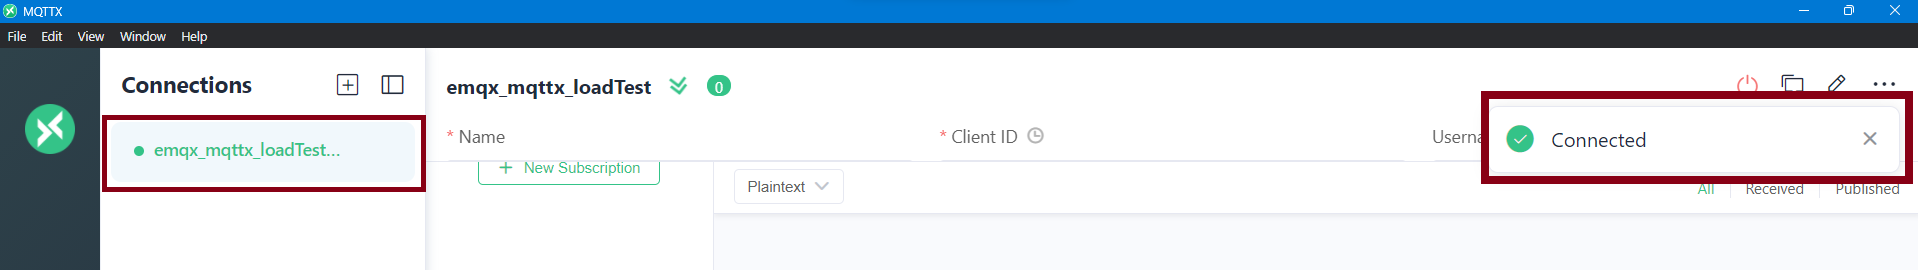 MQTTX
File Edit View Window Help
Connections
emqx_mqttx_loadTest 0
emqx_mqttx_loadTest...
* Name
* Client ID
Userna
Connected
+ New Subscription
Plaintext
All Received Published